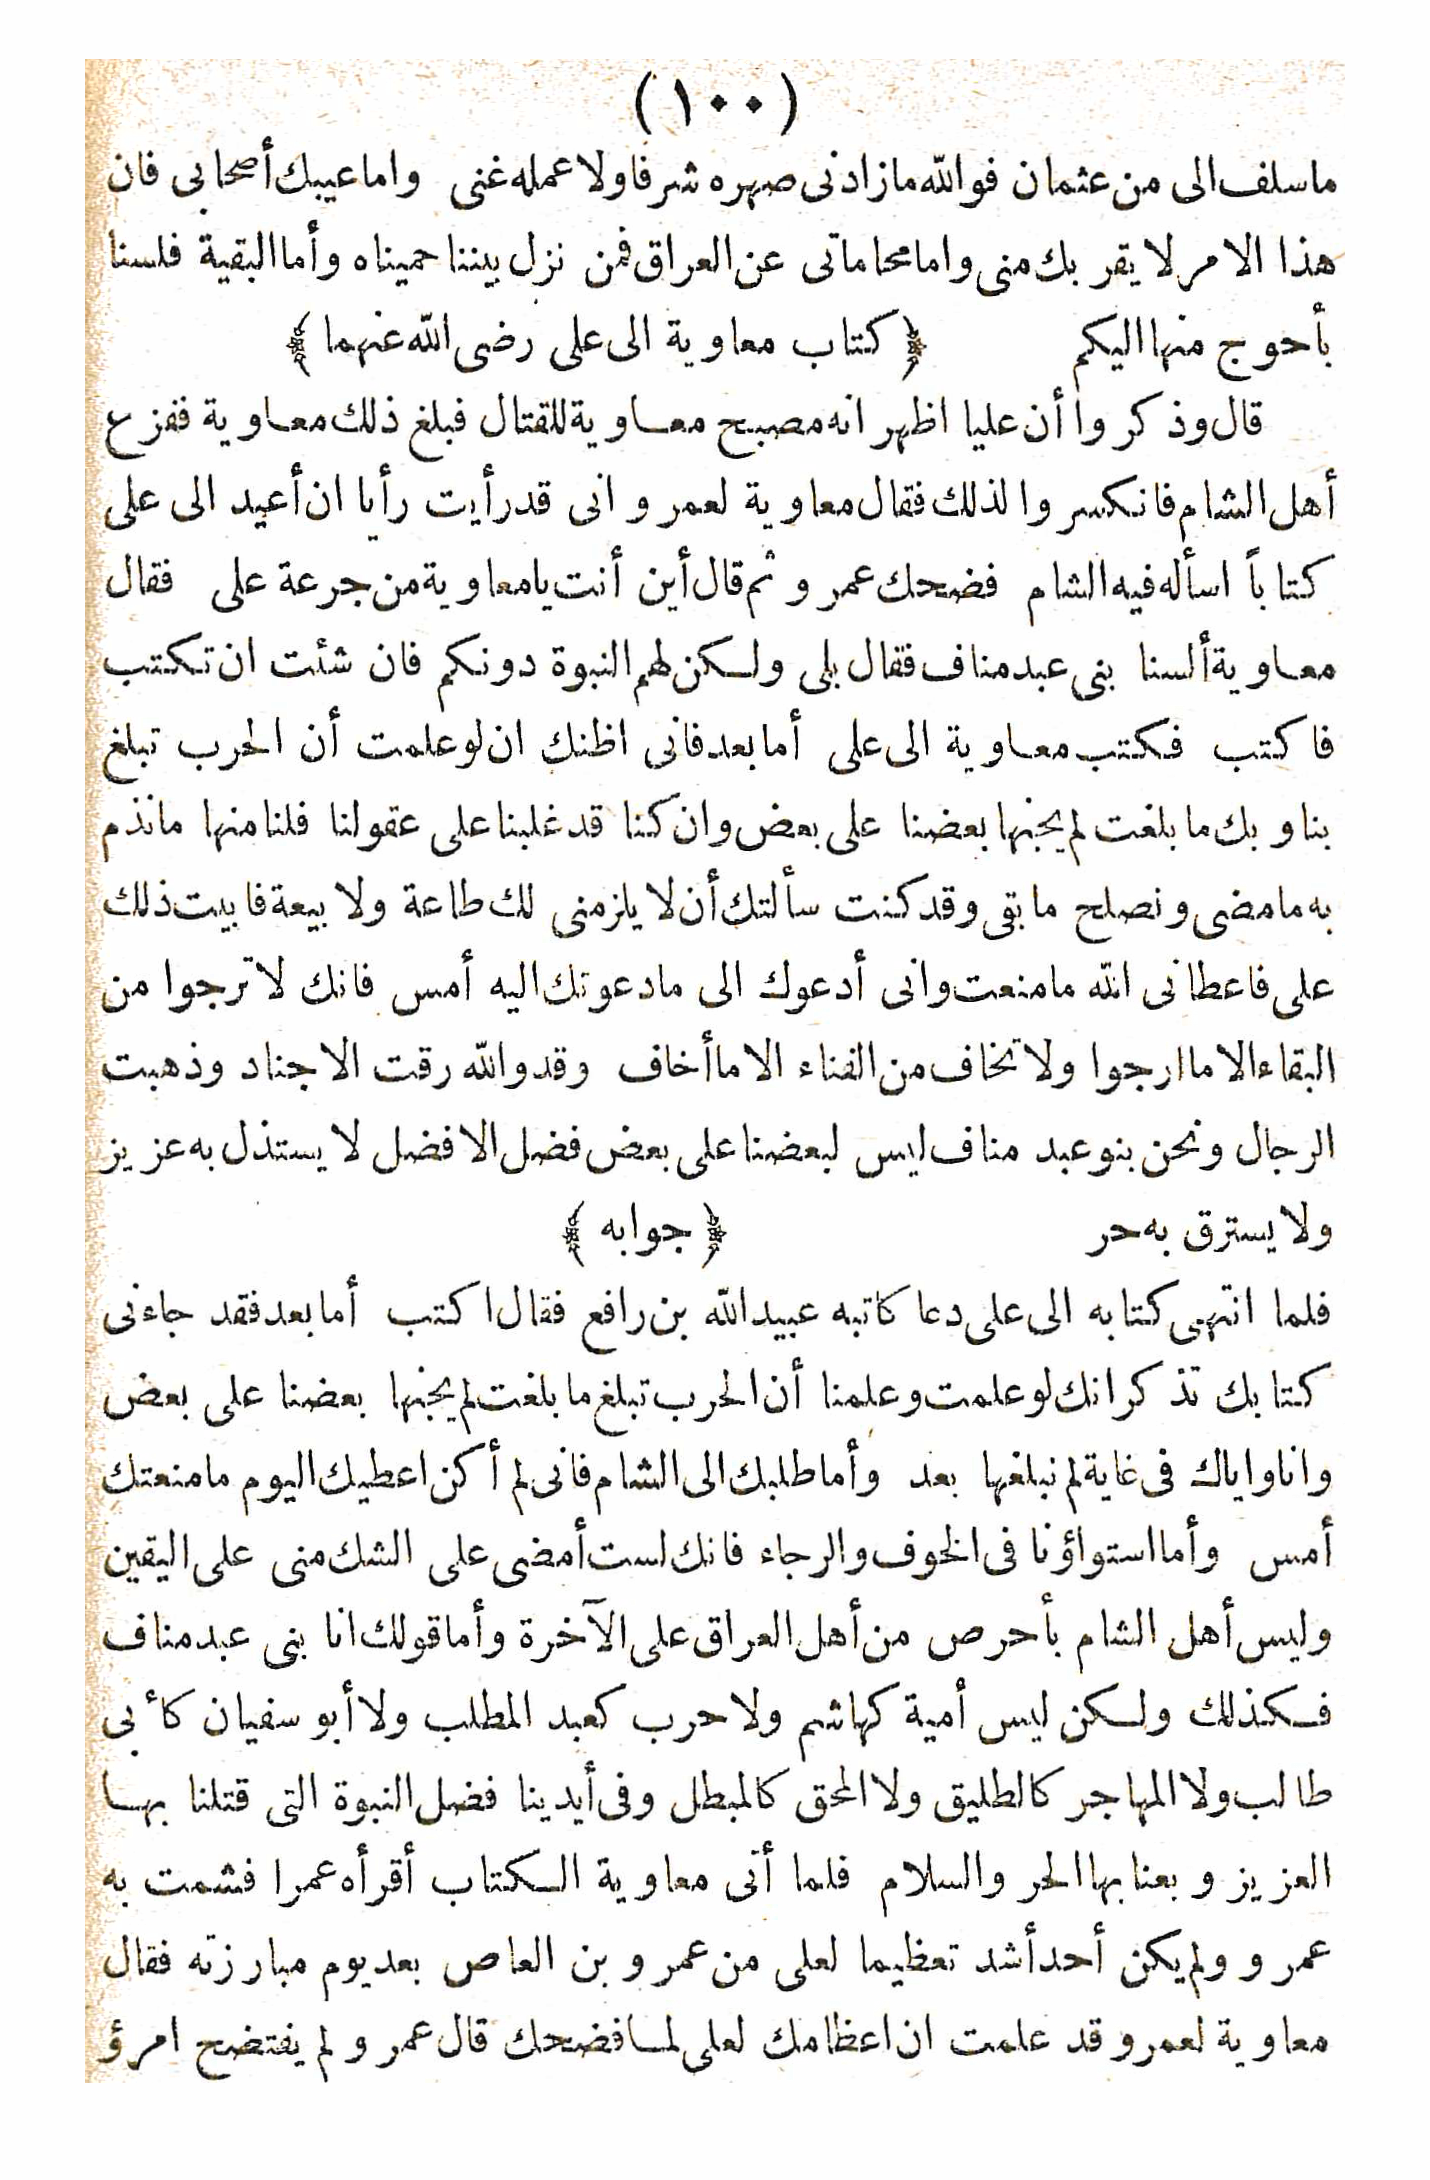 (١٠٠)
ماسلف الى من عثمان فوالله مازادنى صهره شرفا ولا عمله غنى واما عيبك أصحابى فان
هذا الامر لا يقربك منى واما محاماتى عن العراق فمن نزل بيننا حميناه وأما البقية فلسنا
بأحوج منها اليكم ﴿كتاب معاوية الى على رضى الله عنهما﴾
قال وذكروا أن عليا اظهر انه مصبح معاوية للقتال فبلغ ذلك معاوية ففزع
أهل الشام فانكسروا لذلك فقال معاوية لعمرو انى قد رأيت رأيا ان أعيد الى على
كتاباً اسأله فيه الشام فضحك عمرو ثم قال أين أنت يا معاوية من جرعة على فقال
معاوية ألسنا بنى عبد مناف فقال بلى ولكن لهم النبوة دونكم فان شئت ان تكتب
فاكتب فكتب معاوية الى على أما بعد فانى اظنك ان لو علمت أن الحرب تبلغ
بنا وبك ما بلغت لم يجنها بعضنا على بعض وان كنا قد غلبنا على عقولنا فلنا منها مانذم
به مامضى ونصلح مابقى وقد كنت سألتك أن لا يلزمنى لك طاعة ولا بيعة فابيت ذلك
على فاعطانى الله مامنعت وانى أدعوك الى مادعوتك اليه أمس فانك لا ترجوا من
البقاء الا ما ارجوا ولا تخاف من الفناء الا ما أخاف وقد والله رقت الاجناد وذهبت
الرجال ونحن بنو عبد مناف ليس لبعضنا على بعض فضل الا فضل لا يستذل به عزيز
ولا يسترق به حر ﴿جوابه﴾
فلما انتهى كتابه الى على دعا كاتبه عبيد الله بن رافع فقال اكتب أما بعد فقد جاءنى
كتابك تذكر انك لو علمت وعلمنا أن الحرب تبلغ ما بلغت لم يجنها بعضنا على بعض
وانا واياك فى غاية لم نبلغها بعد وأما طلبك الى الشام فانى لم أكن اعطيك اليوم مامنعتك
أمس وأما استواؤنا فى الخوف والرجاء فانك لست أمضى على الشك منى على اليقين
وليس أهل الشام بأحرص من أهل العراق على الآخرة وأما قولك انا بنى عبد مناف
فكذلك ولكن ليس أمية كهاشم ولا حرب كعبد المطلب ولا أبو سفيان كأبى
طالب ولا المهاجر كالطليق ولا المحق كالمبطل وفى أيدينا فضل النبوة التى قتلنا بها
العزيز وبعنا بها الحر والسلام فلما أتى معاوية الكتاب أقرأه عمرا فشمت به
عمرو ولم يكن أحد أشد تعظيما لعلى من عمرو بن العاص بعد يوم مبارزته فقال
معاوية لعمرو قد علمت ان اعظامك لعلى لما فضحك قال عمرو لم يفتضح امرؤ